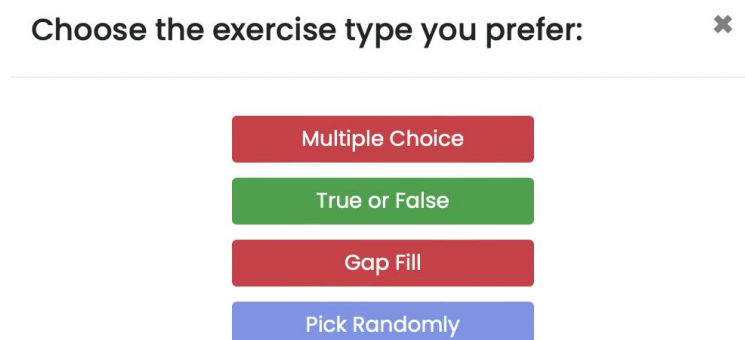 Choose the exercise type you prefer:
Multiple Choice
True or False
Gap Fill
Pick Randomly